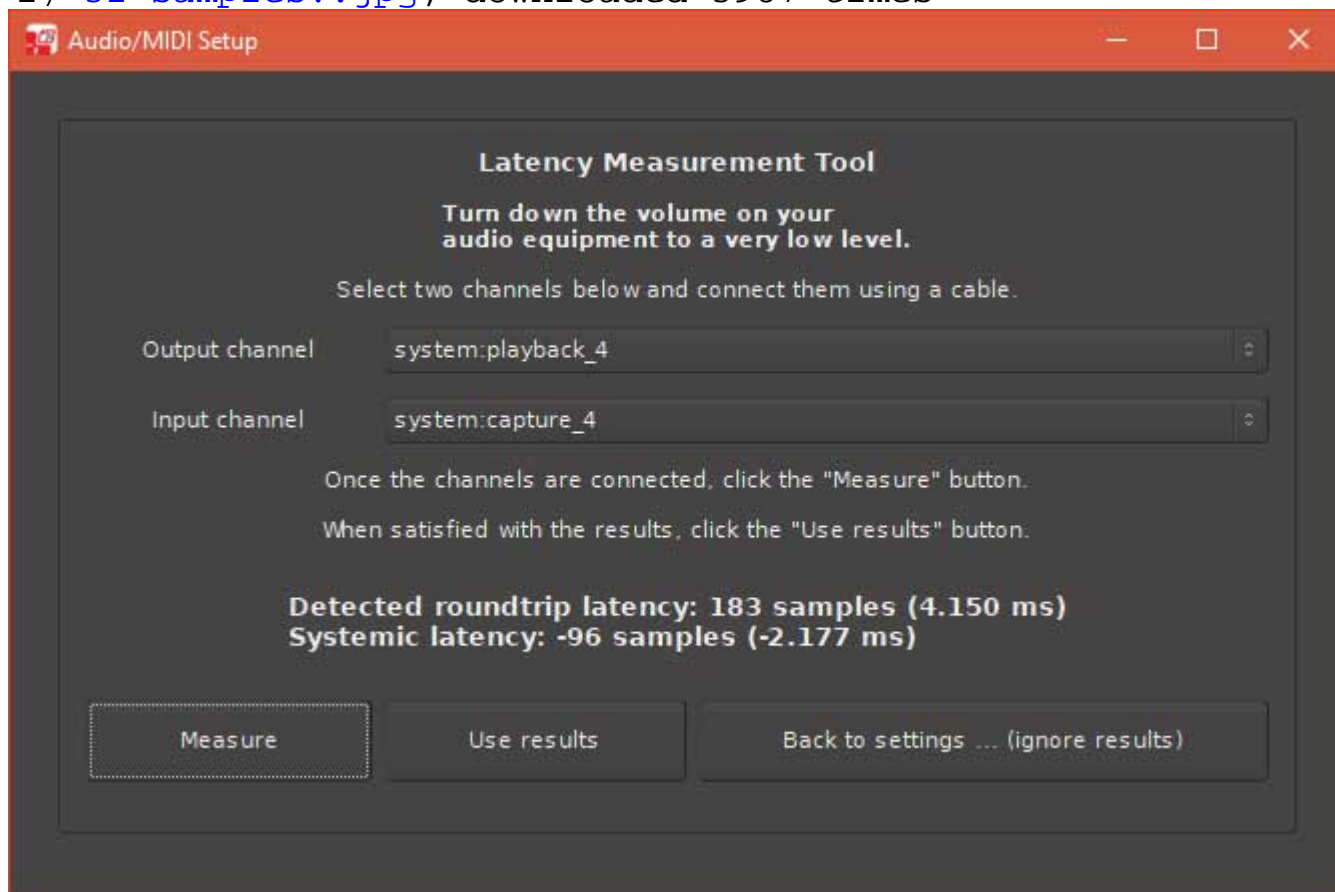 Audio/MIDI Setup
Latency Measurement Tool
Turn down the volume on your
audio equipment to a very low level.
Select two channels below and connect them using a cable.
Output channel system:playback_4
Input channel system:capture_4
Once the channels are connected, click the "Measure" button.
When satisfied with the results, click the "Use results" button.
Detected roundtrip latency: 183 samples (4.150 ms)
Systemic latency: -96 samples (-2.177 ms)
Measure Use results Back to settings ... (ignore results)